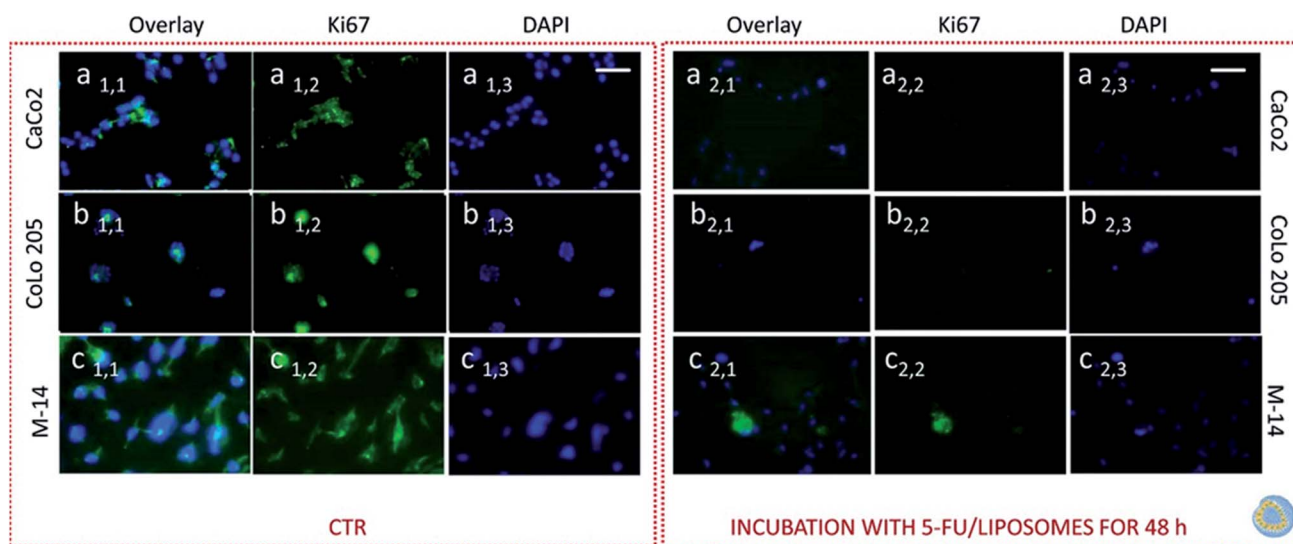 Overlay Ki67 DAPI Overlay Ki67 DAPI
CaCo2 a 1,1 a 1,2 a 1,3 a 2,1 a 2,2 a 2,3 CaCo2
CoLo 205 b 1,1 b 1,2 b 1,3 b 2,1 b 2,2 b 2,3 CoLo 205
M-14 c 1,1 c 1,2 c 1,3 c 2,1 c 2,2 c 2,3 M-14
CTR INCUBATION WITH 5-FU/LIPOSOMES FOR 48 h